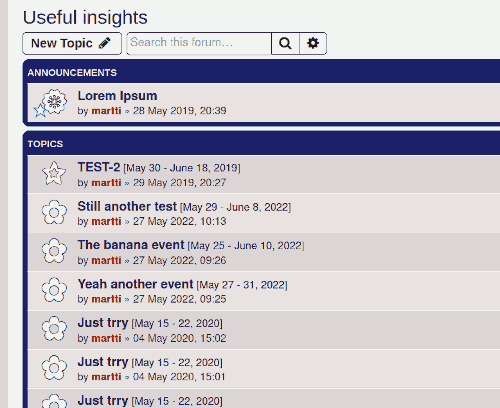 Useful insights
New Topic
Search this forum…
ANNOUNCEMENTS
Lorem Ipsum
by martti » 28 May 2019, 20:39
TOPICS
TEST-2 [May 30 - June 18, 2019]
by martti » 29 May 2019, 20:27
Still another test [May 29 - June 8, 2022]
by martti » 27 May 2022, 10:13
The banana event [May 25 - June 10, 2022]
by martti » 27 May 2022, 09:26
Yeah another event [May 27 - 31, 2022]
by martti » 27 May 2022, 09:25
Just trry [May 15 - 22, 2020]
by martti » 04 May 2020, 15:02
Just trry [May 15 - 22, 2020]
by martti » 04 May 2020, 15:01
Just trry [May 15 - 22, 2020]